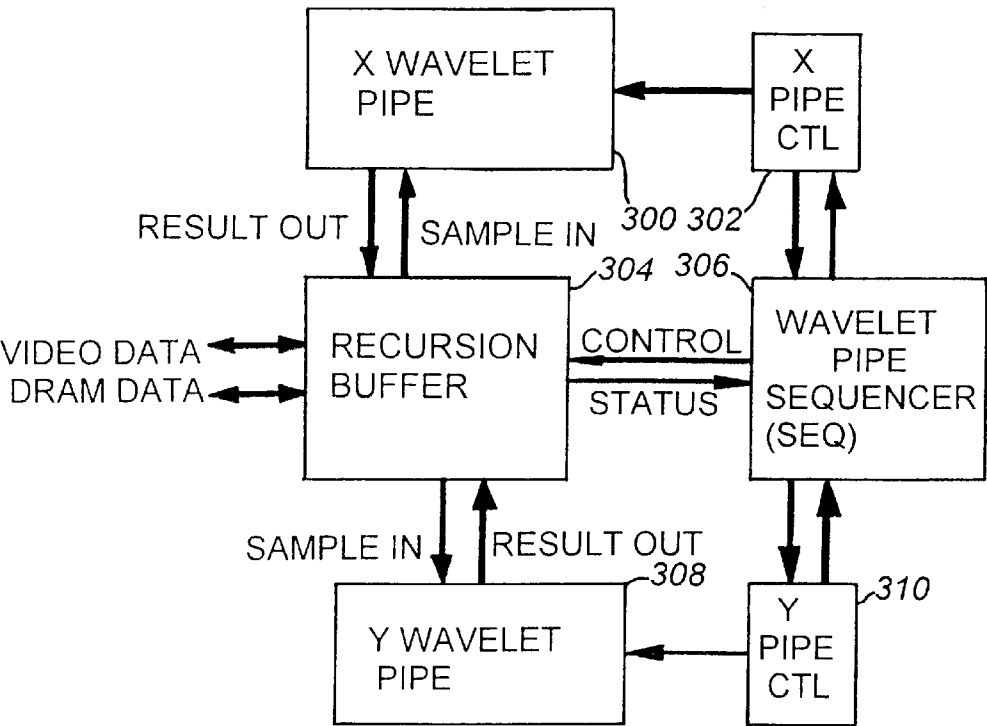 X WAVELET
PIPE
X
PIPE
CTL
300
302
RESULT OUT
SAMPLE IN
304
306
VIDEO DATA
DRAM DATA
RECURSION
BUFFER
CONTROL
STATUS
WAVELET
PIPE
SEQUENCER
(SEQ)
SAMPLE IN
RESULT OUT
308
310
Y WAVELET
PIPE
Y
PIPE
CTL